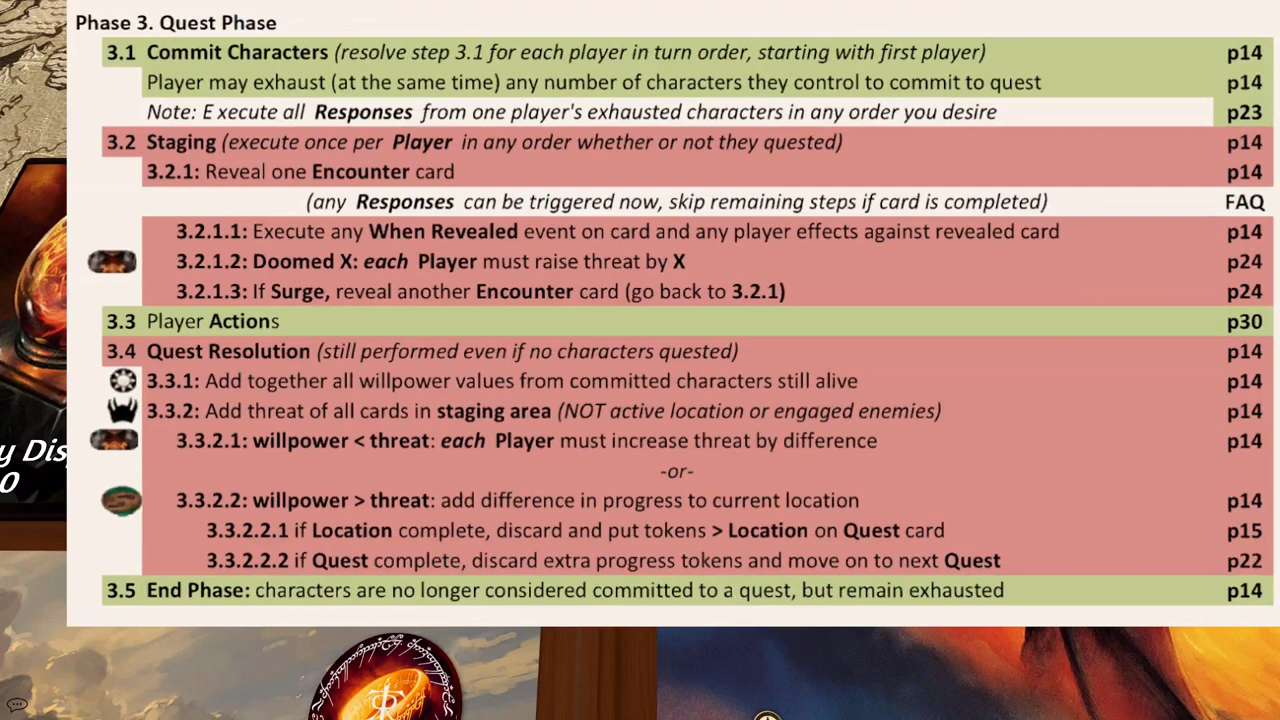 Phase 3. Quest Phase
3.1 Commit Characters (resolve step 3.1 for each player in turn order, starting with first player) p14
Player may exhaust (at the same time) any number of characters they control to commit to quest p14
Note: E xecute all Responses from one player's exhausted characters in any order you desire p23
3.2 Staging (execute once per Player in any order whether or not they quested) p14
3.2.1: Reveal one Encounter card p14
(any Responses can be triggered now, skip remaining steps if card is completed) FAQ
3.2.1.1: Execute any When Revealed event on card and any player effects against revealed card p14
3.2.1.2: Doomed X: each Player must raise threat by X p24
3.2.1.3: If Surge, reveal another Encounter card (go back to 3.2.1) p24
3.3 Player Actions p30
3.4 Quest Resolution (still performed even if no characters quested) p14
3.3.1: Add together all willpower values from committed characters still alive p14
3.3.2: Add threat of all cards in staging area (NOT active location or engaged enemies) p14
3.3.2.1: willpower < threat: each Player must increase threat by difference p14
-or-
3.3.2.2: willpower > threat: add difference in progress to current location p14
3.3.2.2.1 if Location complete, discard and put tokens > Location on Quest card p15
3.3.2.2.2 if Quest complete, discard extra progress tokens and move on to next Quest p22
3.5 End Phase: characters are no longer considered committed to a quest, but remain exhausted p14
y Dis
0